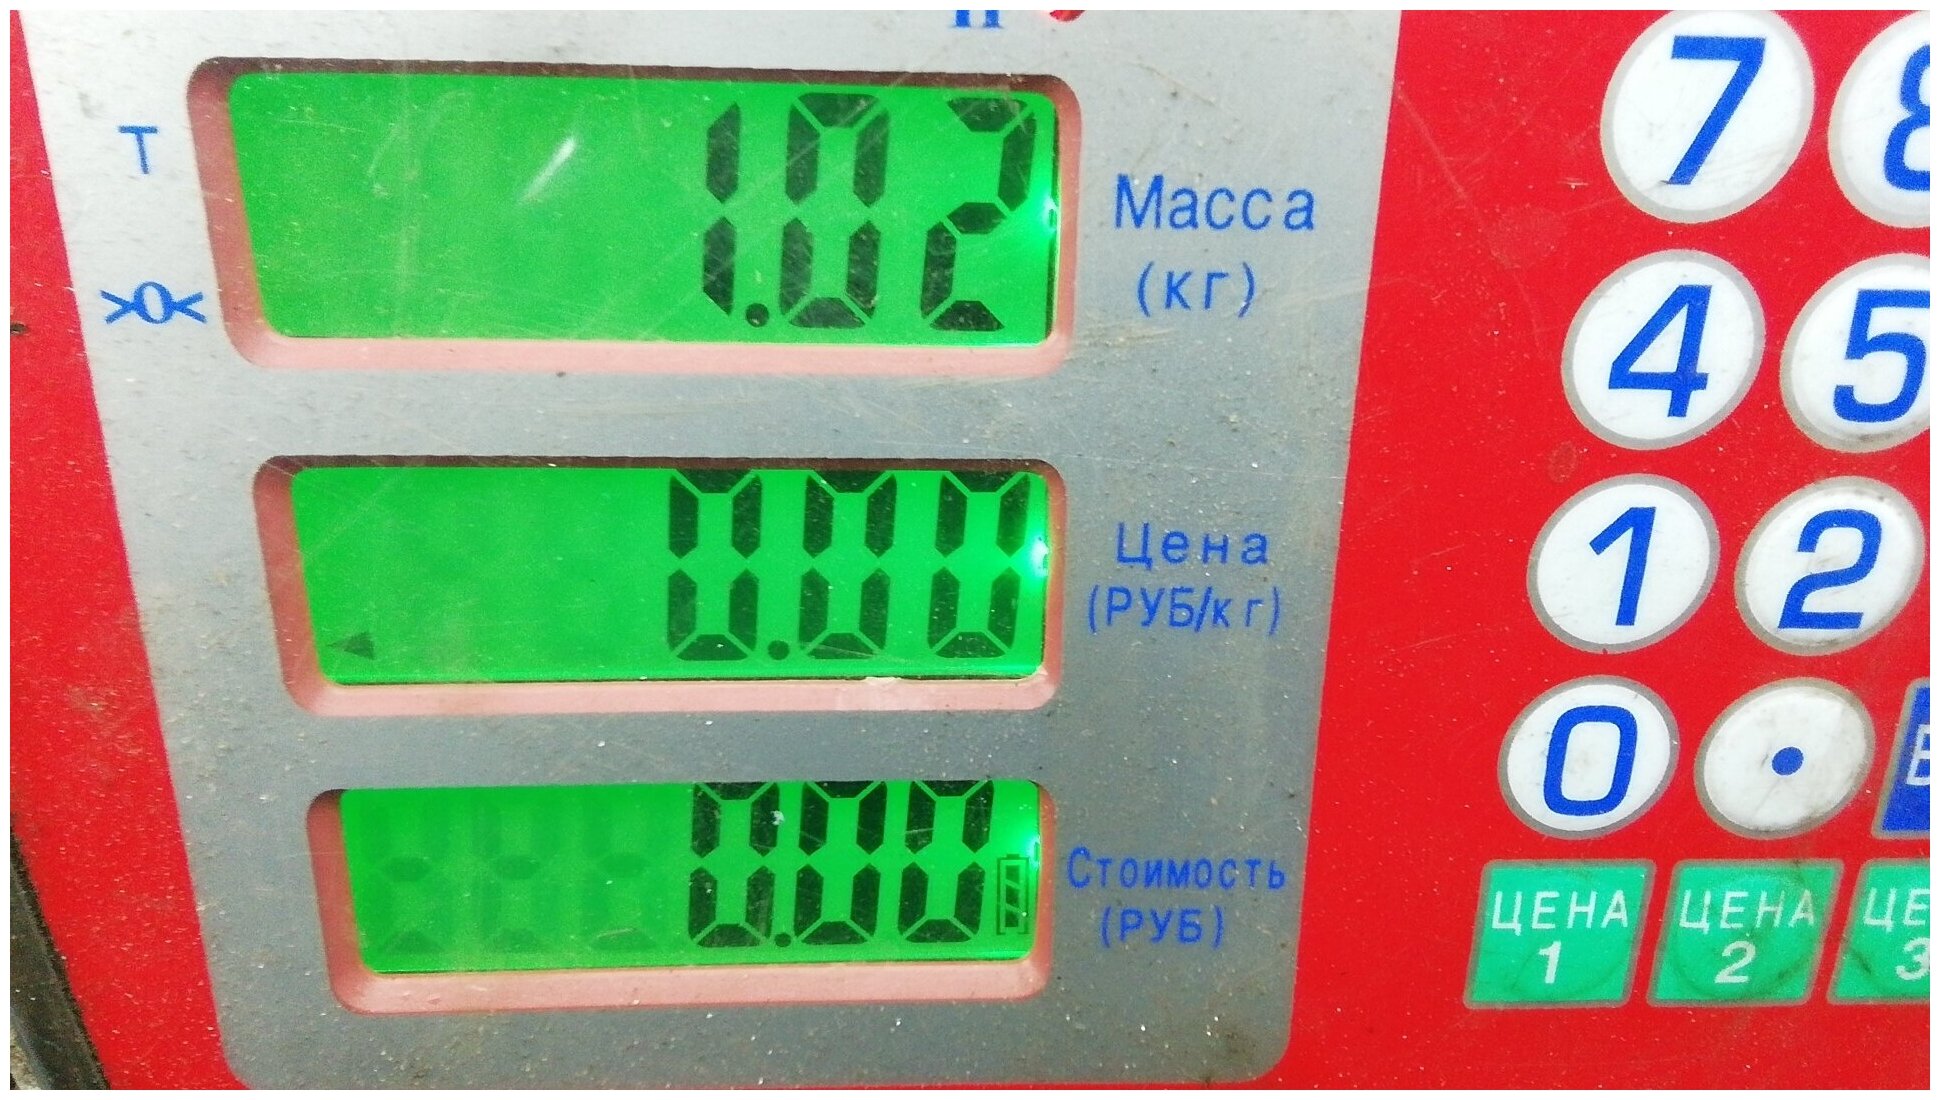 Т
>0<
1.02
Масса
(кг)
0.00
Цена
(РУБ/кг)
0.00
Стоимость
(РУБ)
7
4 5
1 2
0 .
ЦЕНА 1
ЦЕНА 2